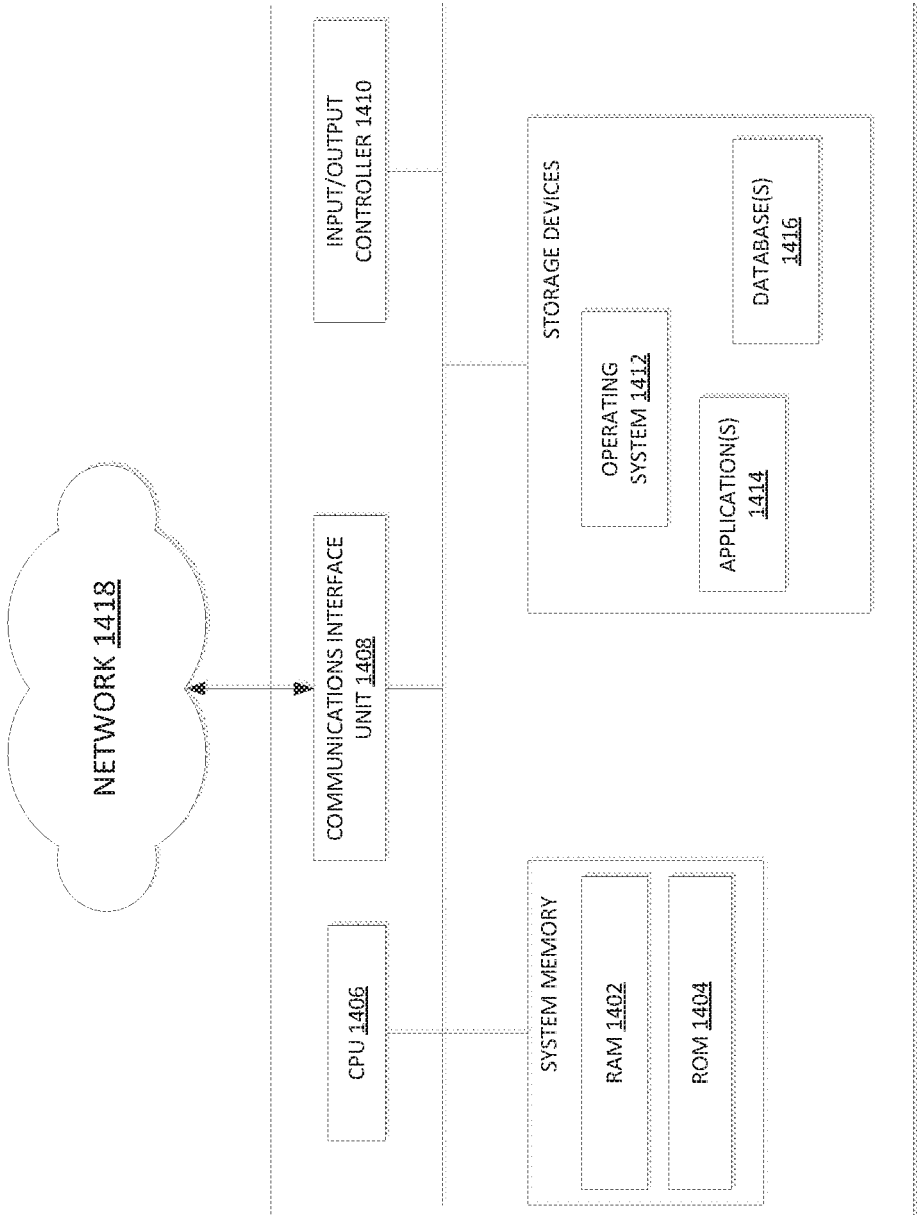 NETWORK 1418
CPU 1406
COMMUNICATIONS INTERFACE
UNIT 1408
INPUT/OUTPUT
CONTROLLER 1410
SYSTEM MEMORY
RAM 1402
ROM 1404
STORAGE DEVICES
OPERATING
SYSTEM 1412
APPLICATION(S)
1414
DATABASE(S)
1416